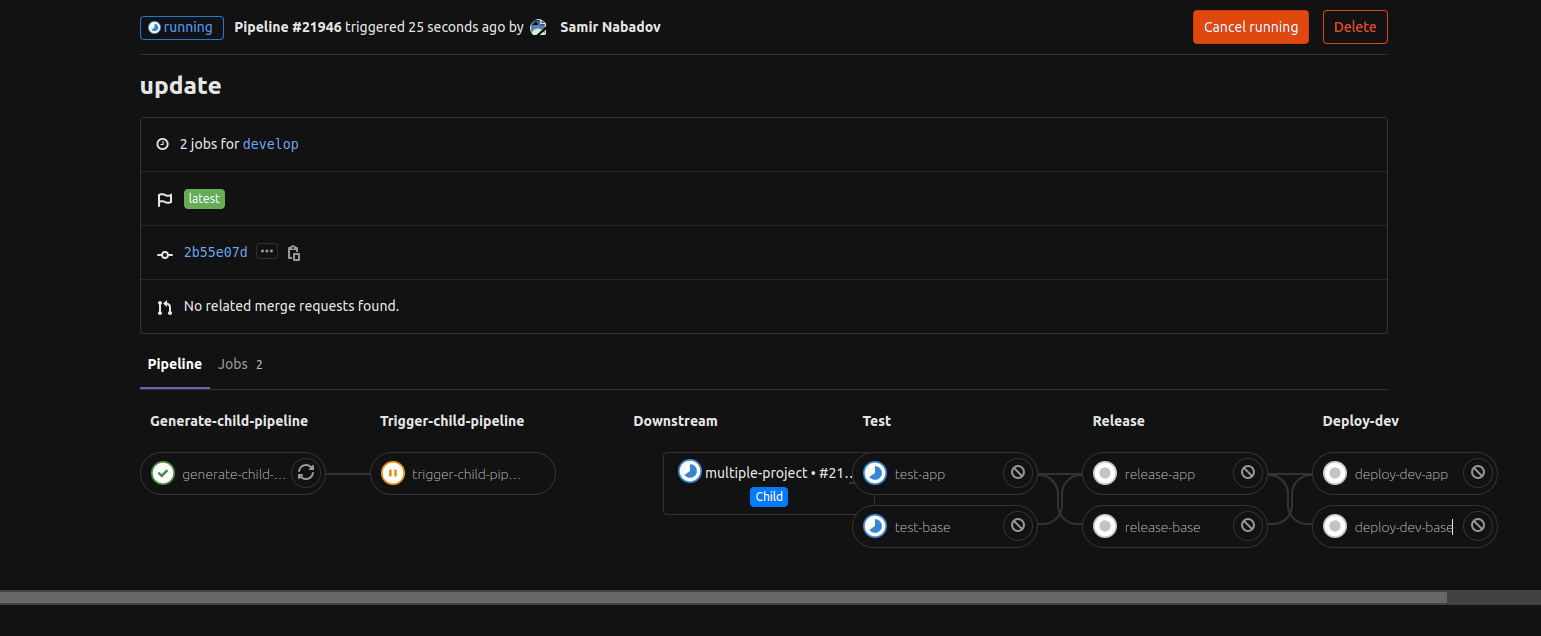 running Pipeline #21946 triggered 25 seconds ago by Samir Nabadov Cancel running Delete
update
2 jobs for develop
latest
2b55e07d
No related merge requests found.
Pipeline Jobs 2
Generate-child-pipeline Trigger-child-pipeline Downstream Test Release Deploy-dev
generate-child-... trigger-child-pip... multiple-project • #21... test-app release-app deploy-dev-app
Child
test-base release-base deploy-dev-base